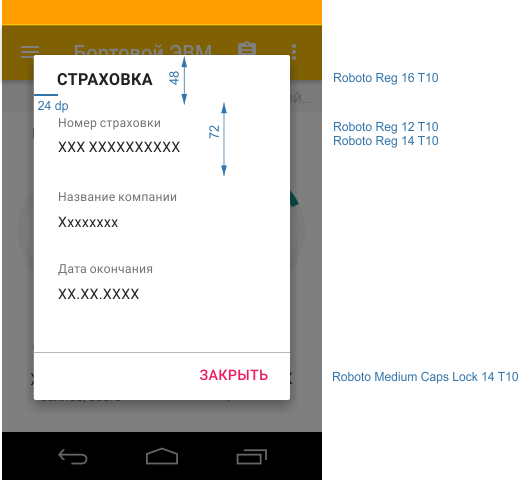 Бортовой ЭВМ
СТРАХОВКА
48
Roboto Reg 16 T10
24 dp
ОЙ...
Номер страховки
72
Roboto Reg 12 T10
XXX XXXXXXXXXX
Roboto Reg 14 T10
Название компании
Xxxxxxxx
Дата окончания
XX.XX.XXXX
ЗАКРЫТЬ
Roboto Medium Caps Lock 14 T10